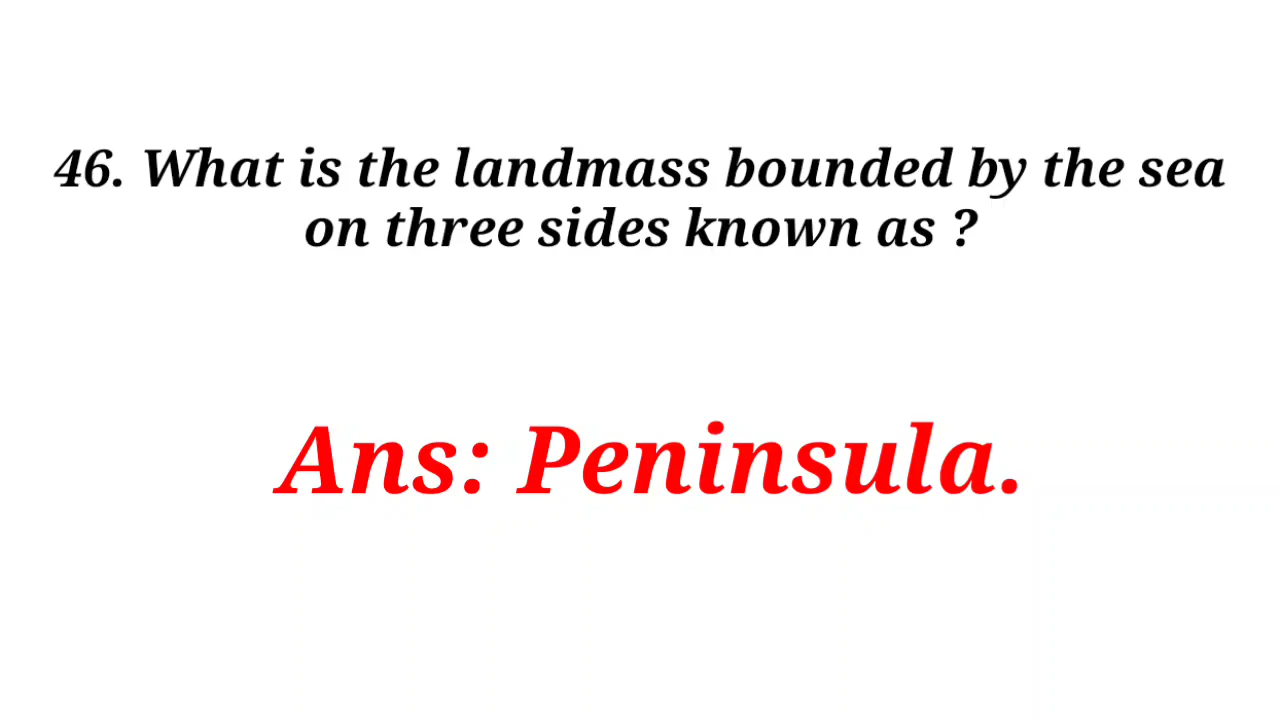 46. What is the landmass bounded by the sea
on three sides known as ?
Ans: Peninsula.